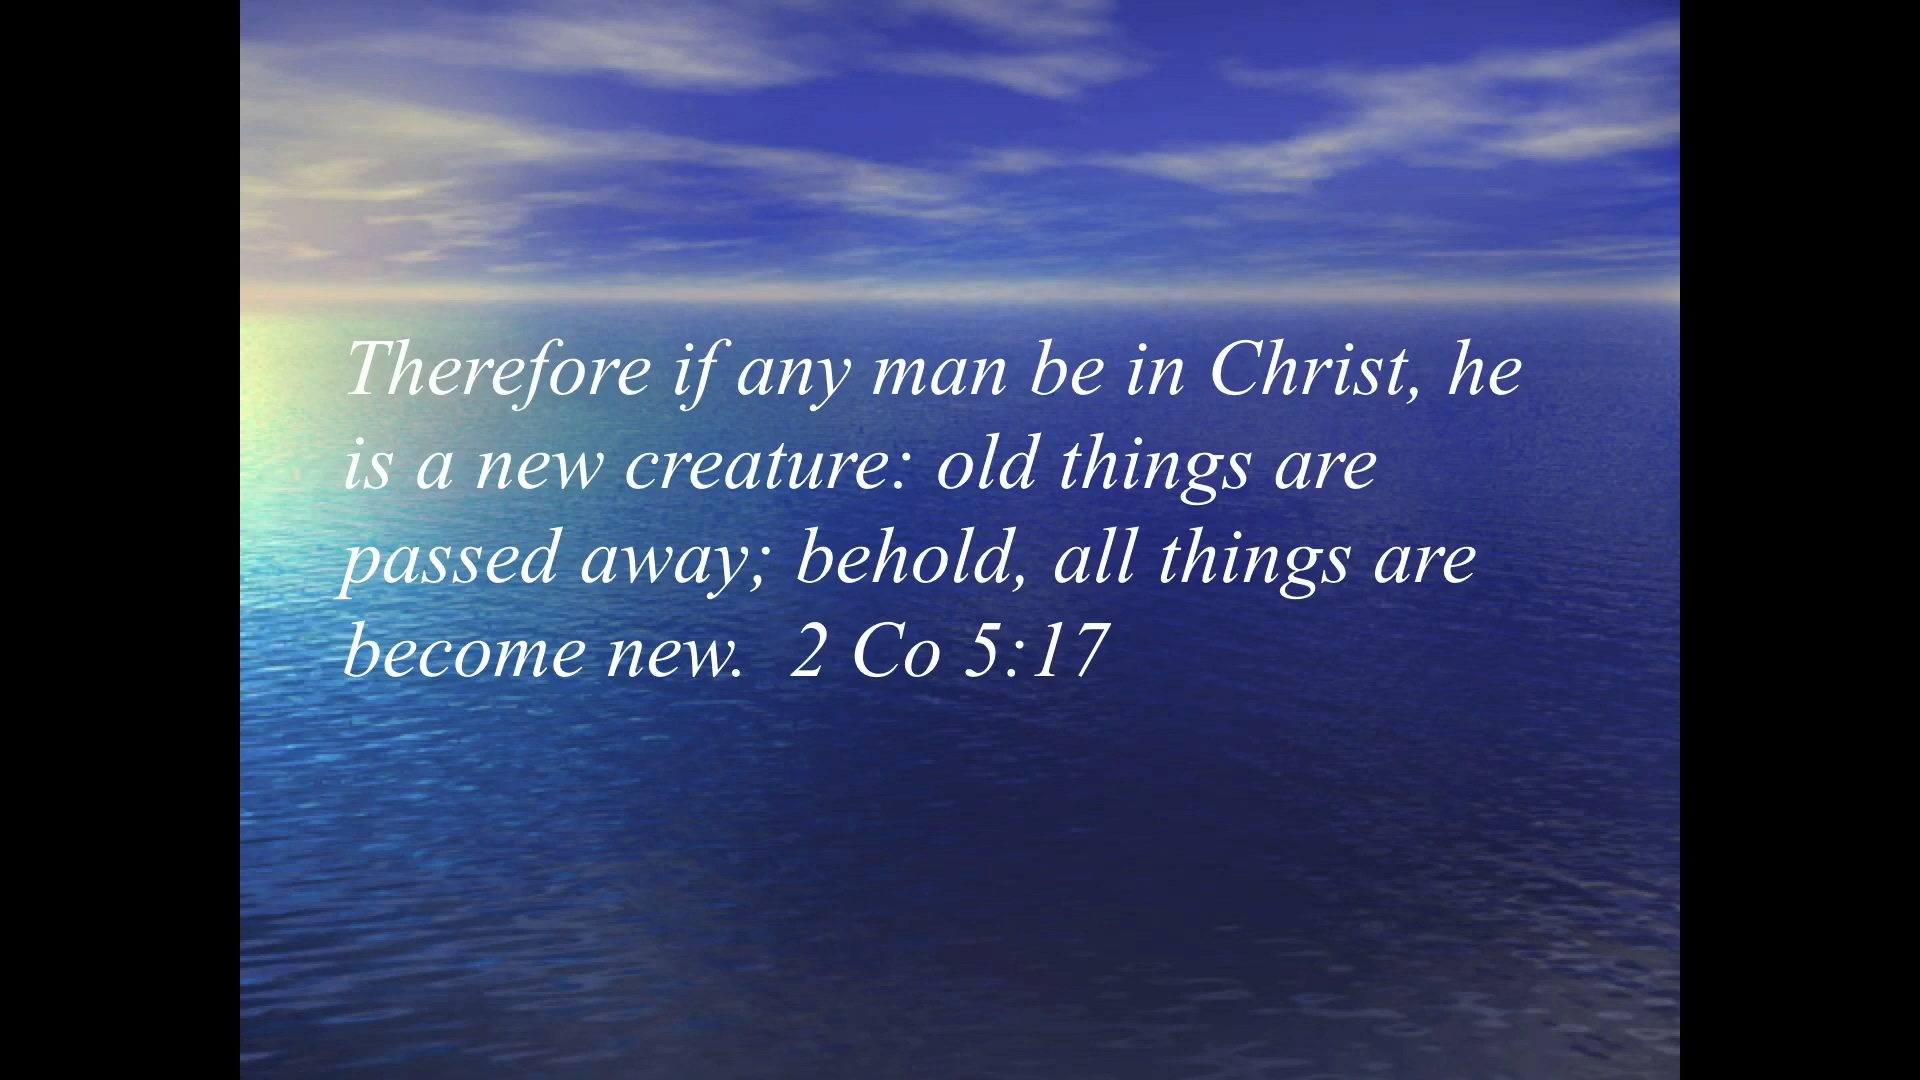 Therefore if any man be in Christ, he
is a new creature: old things are
passed away; behold, all things are
become new.  2 Co 5:17